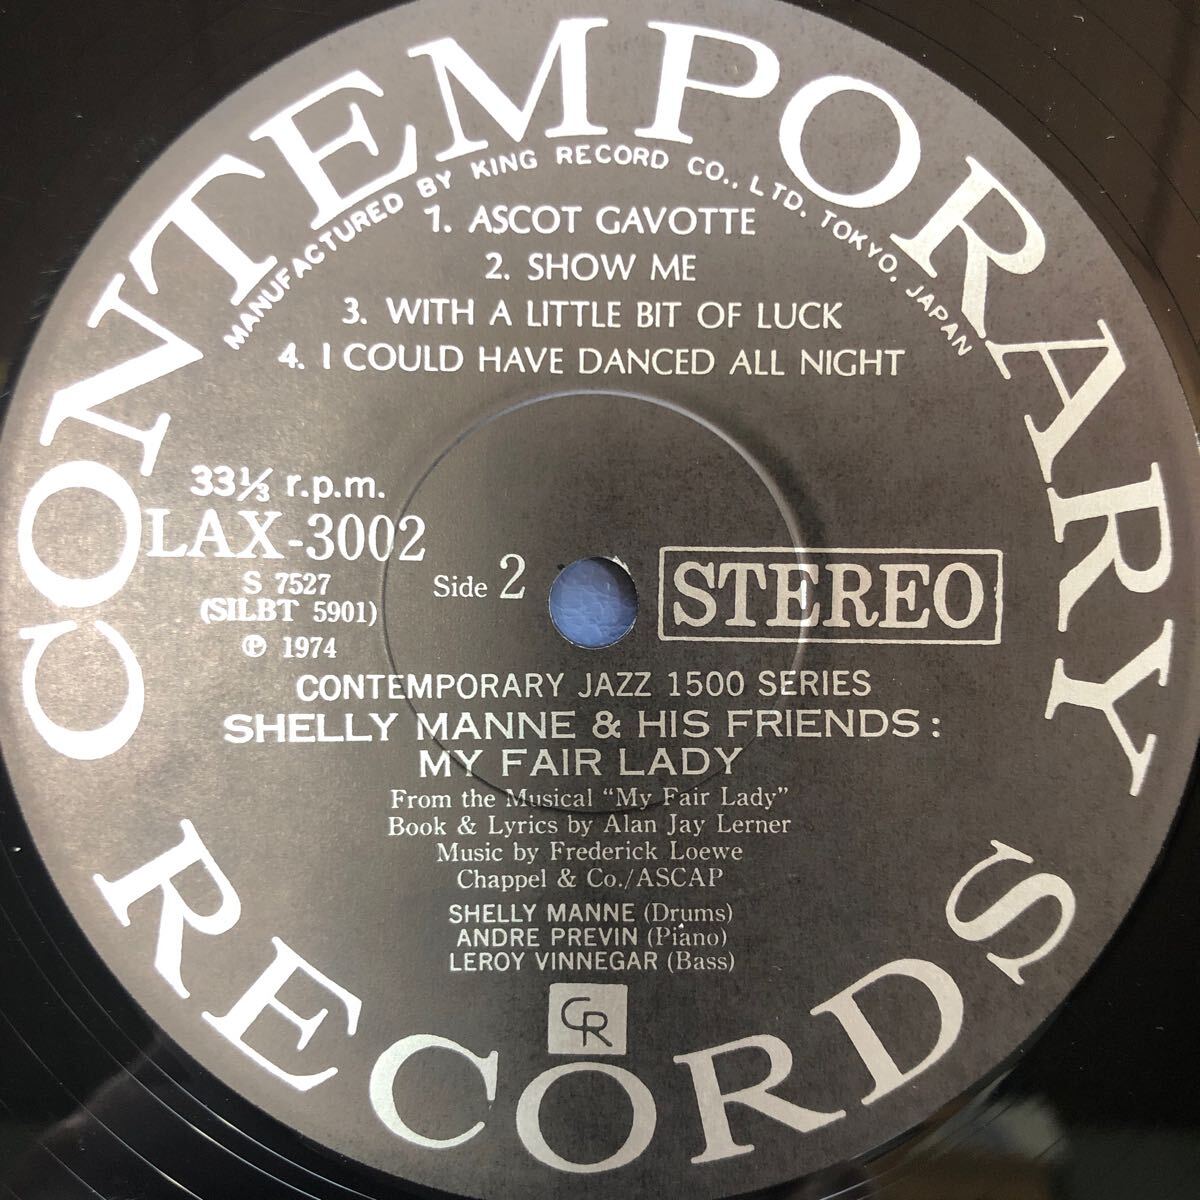 CONTEMPORARY RECORDS
MANUFACTURED BY KING RECORD CO., LTD. TOKYO, JAPAN
1. ASCOT GAVOTTE
2. SHOW ME
3. WITH A LITTLE BIT OF LUCK
4. I COULD HAVE DANCED ALL NIGHT
33⅓ r.p.m.
LAX-3002
S 7527
(SILBT 5901)
Ⓟ 1974
Side 2
STEREO
CONTEMPORARY JAZZ 1500 SERIES
SHELLY MANNE & HIS FRIENDS:
MY FAIR LADY
From the Musical “My Fair Lady”
Book & Lyrics by Alan Jay Lerner
Music by Frederick Loewe
Chappel & Co./ASCAP
SHELLY MANNE (Drums)
ANDRE PREVIN (Piano)
LEROY VINNEGAR (Bass)
CR